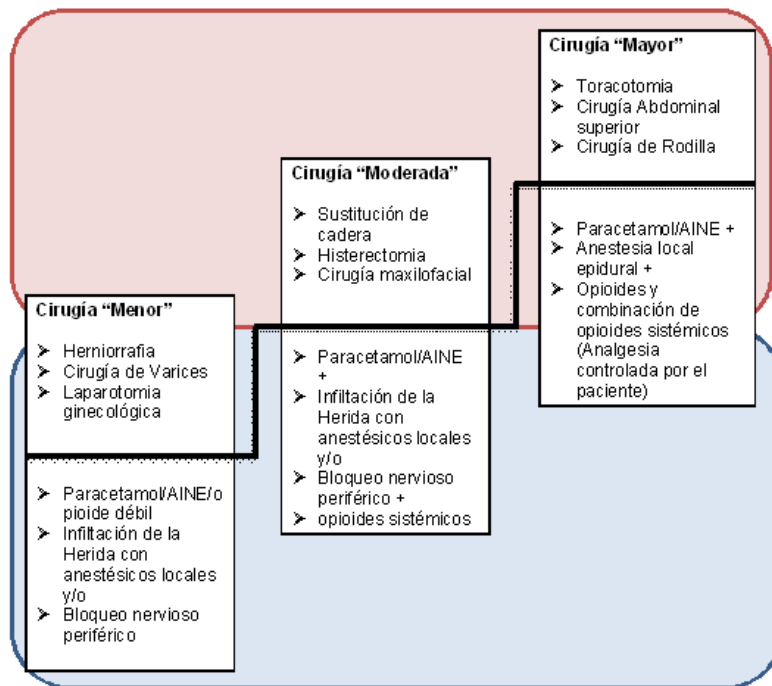 Cirugía “Menor”
➢ Herniorrafia
➢ Cirugía de Varices
➢ Laparotomia
ginecológica
➢ Paracetamol/AINE/o
pioide débil
➢ Infiltación de la
Herida con
anestésicos locales
y/o
➢ Bloqueo nervioso
periférico
Cirugía “Moderada”
➢ Sustitución de
cadera
➢ Histerectomia
➢ Cirugía maxilofacial
➢ Paracetamol/AINE
+
➢ Infiltación de la
Herida con
anestésicos locales
y/o
➢ Bloqueo nervioso
periférico +
➢ opioides sistémicos
Cirugía “Mayor”
➢ Toracotomia
➢ Cirugía Abdominal
superior
➢ Cirugía de Rodilla
➢ Paracetamol/AINE +
➢ Anestesia local
epidural +
➢ Opioides y
combinación de
opioides sistémicos
(Analgesia
controlada por el
paciente)